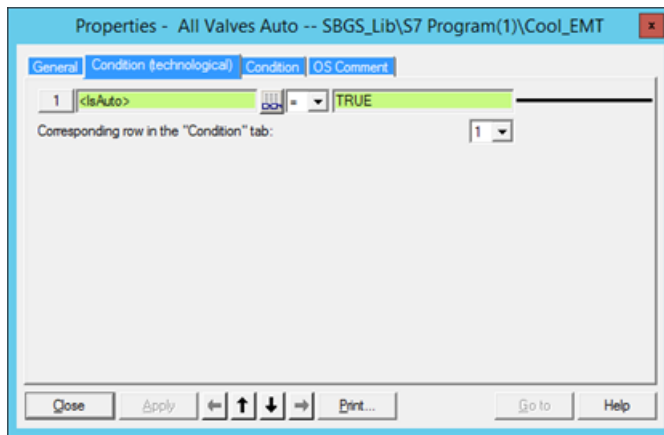 Properties - All Valves Auto -- SBGS_Lib\S7 Program(1)\Cool_EMT x
General Condition (technological) Condition OS Comment
1 <IsAuto> = TRUE
Corresponding row in the "Condition" tab: 1
Close Apply Print... Go to Help